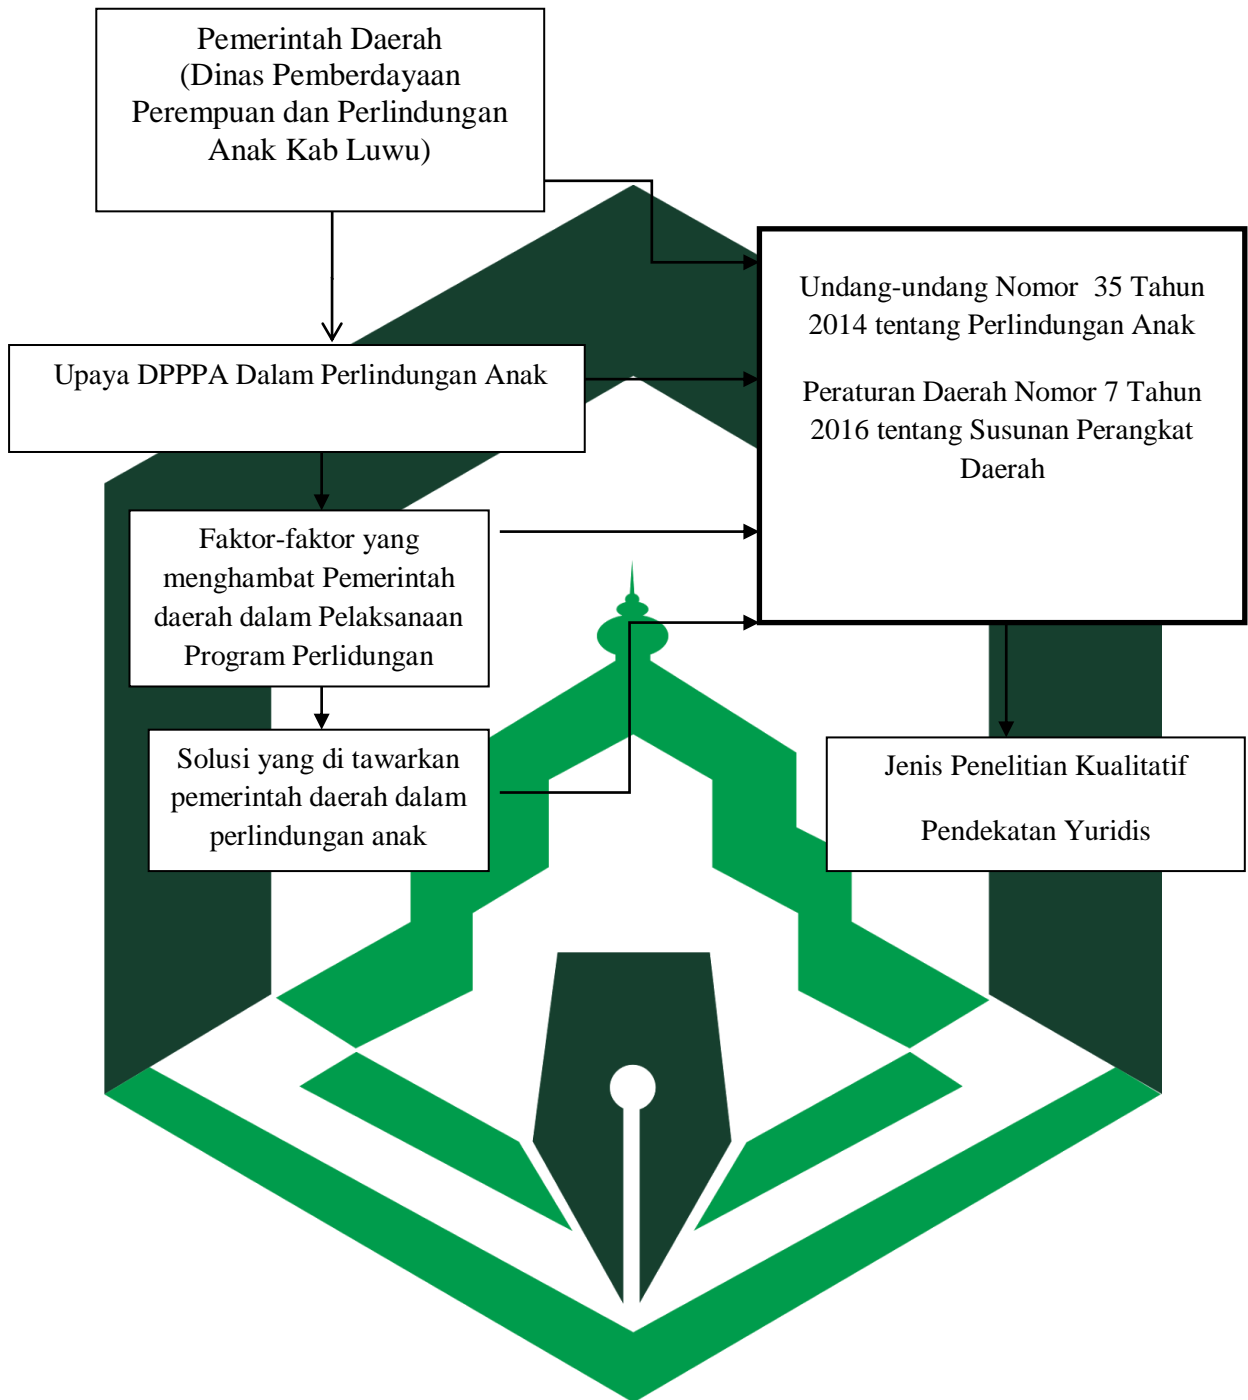 Pemerintah Daerah
(Dinas Pemberdayaan
Perempuan dan Perlindungan
Anak Kab Luwu)
Upaya DPPPA Dalam Perlindungan Anak
Faktor-faktor yang
menghambat Pemerintah
daerah dalam Pelaksanaan
Program Perlidungan
Solusi yang di tawarkan
pemerintah daerah dalam
perlindungan anak
Undang-undang Nomor 35 Tahun
2014 tentang Perlindungan Anak
Peraturan Daerah Nomor 7 Tahun
2016 tentang Susunan Perangkat
Daerah
Jenis Penelitian Kualitatif
Pendekatan Yuridis